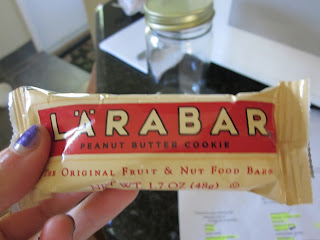 LÄRABAR
PEANUT BUTTER COOKIE
THE ORIGINAL FRUIT & NUT FOOD BARS
NET WT 1.7 OZ (48g)